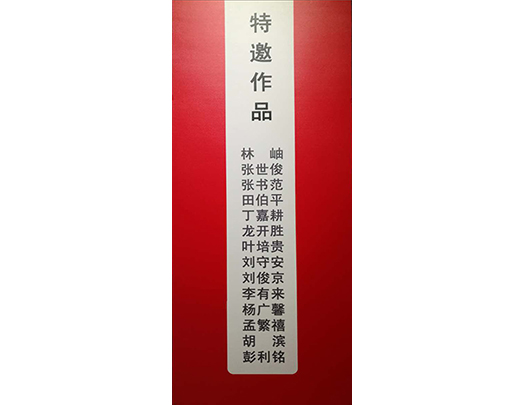 特邀作品
林 岫
张世俊
张书范
田伯平
丁嘉耕
龙开胜
叶培贵
刘守安
刘俊京
李有来
杨广馨
孟繁禧
胡 滨
彭利铭